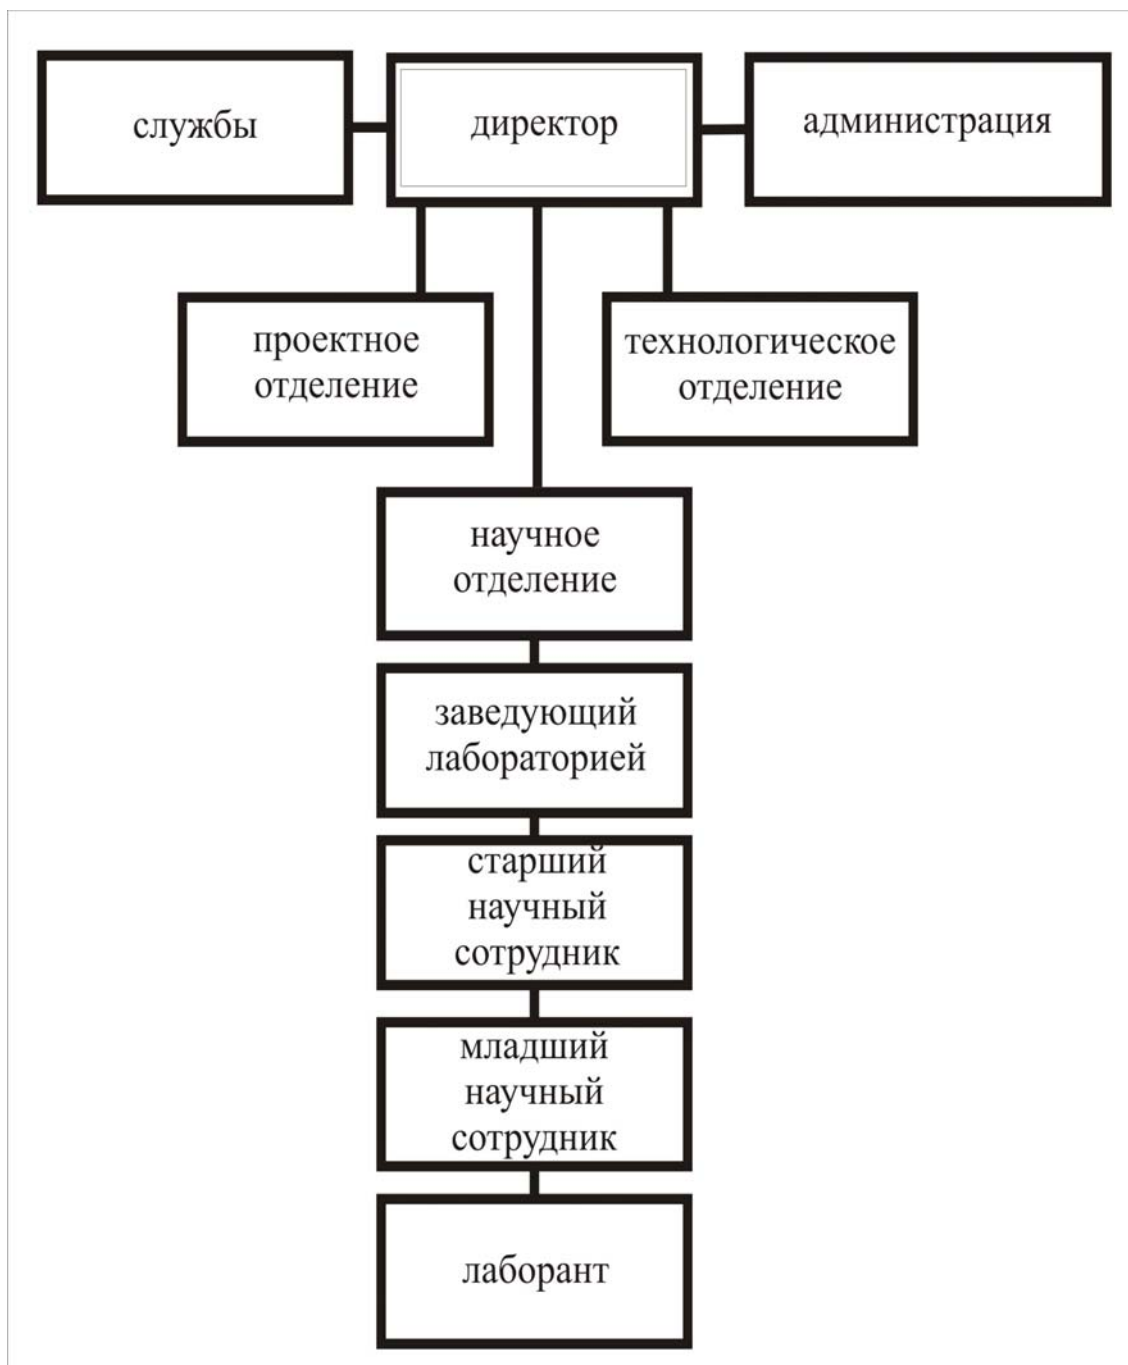 службы
директор
администрация
проектное
отделение
технологическое
отделение
научное
отделение
заведующий
лабораторией
старший
научный
сотрудник
младший
научный
сотрудник
лаборант